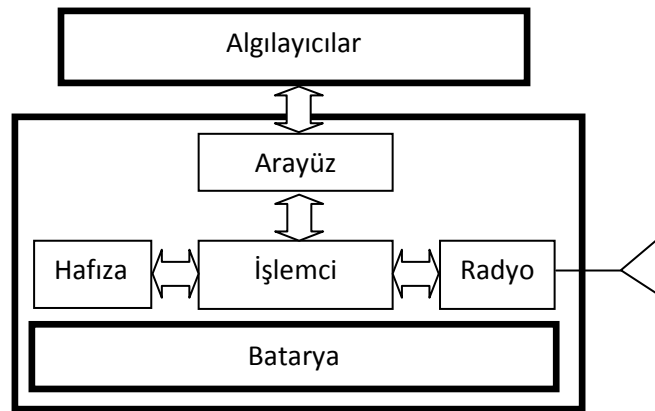 Algılayıcılar
Arayüz
Hafıza
İşlemci
Radyo
Batarya